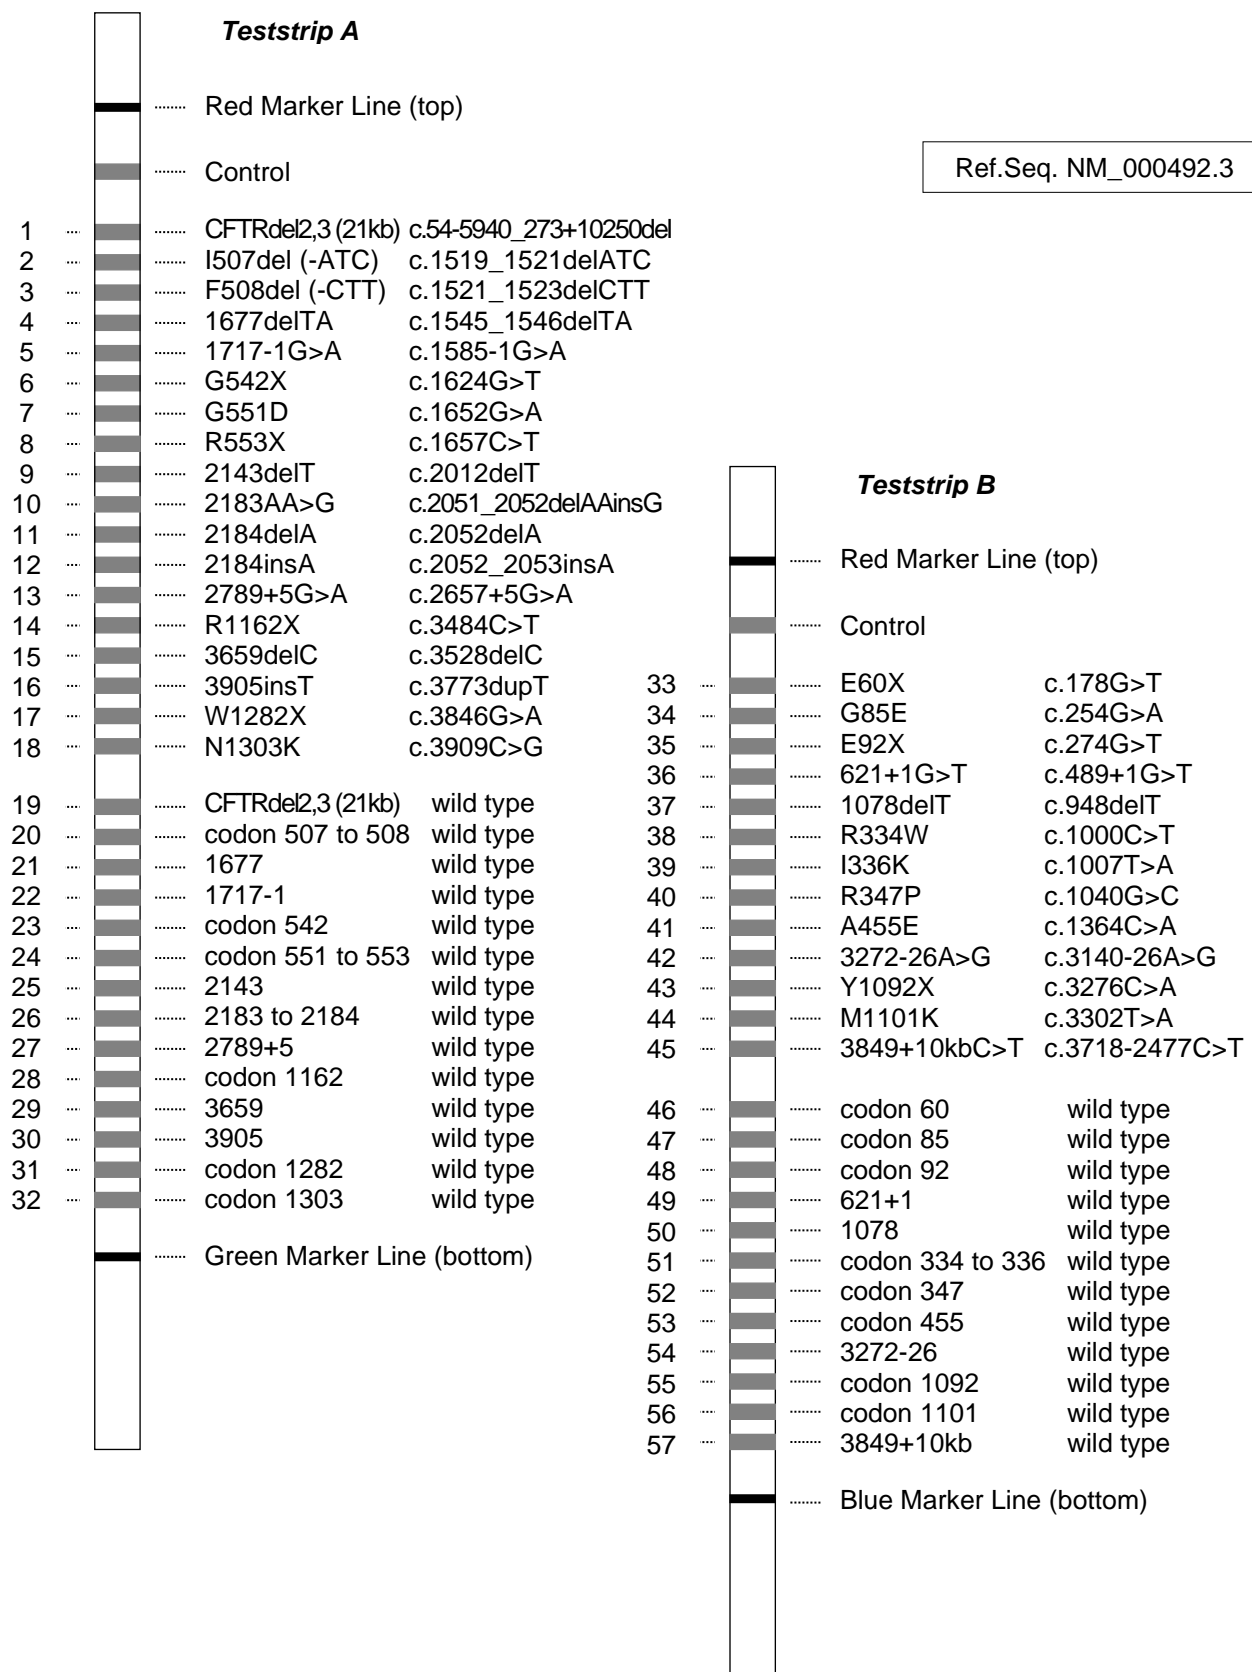 Teststrip A
Red Marker Line (top)
Control
Ref.Seq. NM_000492.3
1 CFTRdel2,3 (21kb) c.54-5940_273+10250del
2 I507del (-ATC) c.1519_1521delATC
3 F508del (-CTT) c.1521_1523delCTT
4 1677delTA c.1545_1546delTA
5 1717-1G>A c.1585-1G>A
6 G542X c.1624G>T
7 G551D c.1652G>A
8 R553X c.1657C>T
9 2143delT c.2012delT
10 2183AA>G c.2051_2052delAAinsG
11 2184delA c.2052delA
12 2184insA c.2052_2053insA
13 2789+5G>A c.2657+5G>A
14 R1162X c.3484C>T
15 3659delC c.3528delC
16 3905insT c.3773dupT
17 W1282X c.3846G>A
18 N1303K c.3909C>G
19 CFTRdel2,3 (21kb) wild type
20 codon 507 to 508 wild type
21 1677 wild type
22 1717-1 wild type
23 codon 542 wild type
24 codon 551 to 553 wild type
25 2143 wild type
26 2183 to 2184 wild type
27 2789+5 wild type
28 codon 1162 wild type
29 3659 wild type
30 3905 wild type
31 codon 1282 wild type
32 codon 1303 wild type
Green Marker Line (bottom)
Teststrip B
Red Marker Line (top)
Control
33 E60X c.178G>T
34 G85E c.254G>A
35 E92X c.274G>T
36 621+1G>T c.489+1G>T
37 1078delT c.948delT
38 R334W c.1000C>T
39 I336K c.1007T>A
40 R347P c.1040G>C
41 A455E c.1364C>A
42 3272-26A>G c.3140-26A>G
43 Y1092X c.3276C>A
44 M1101K c.3302T>A
45 3849+10kbC>T c.3718-2477C>T
46 codon 60 wild type
47 codon 85 wild type
48 codon 92 wild type
49 621+1 wild type
50 1078 wild type
51 codon 334 to 336 wild type
52 codon 347 wild type
53 codon 455 wild type
54 3272-26 wild type
55 codon 1092 wild type
56 codon 1101 wild type
57 3849+10kb wild type
Blue Marker Line (bottom)